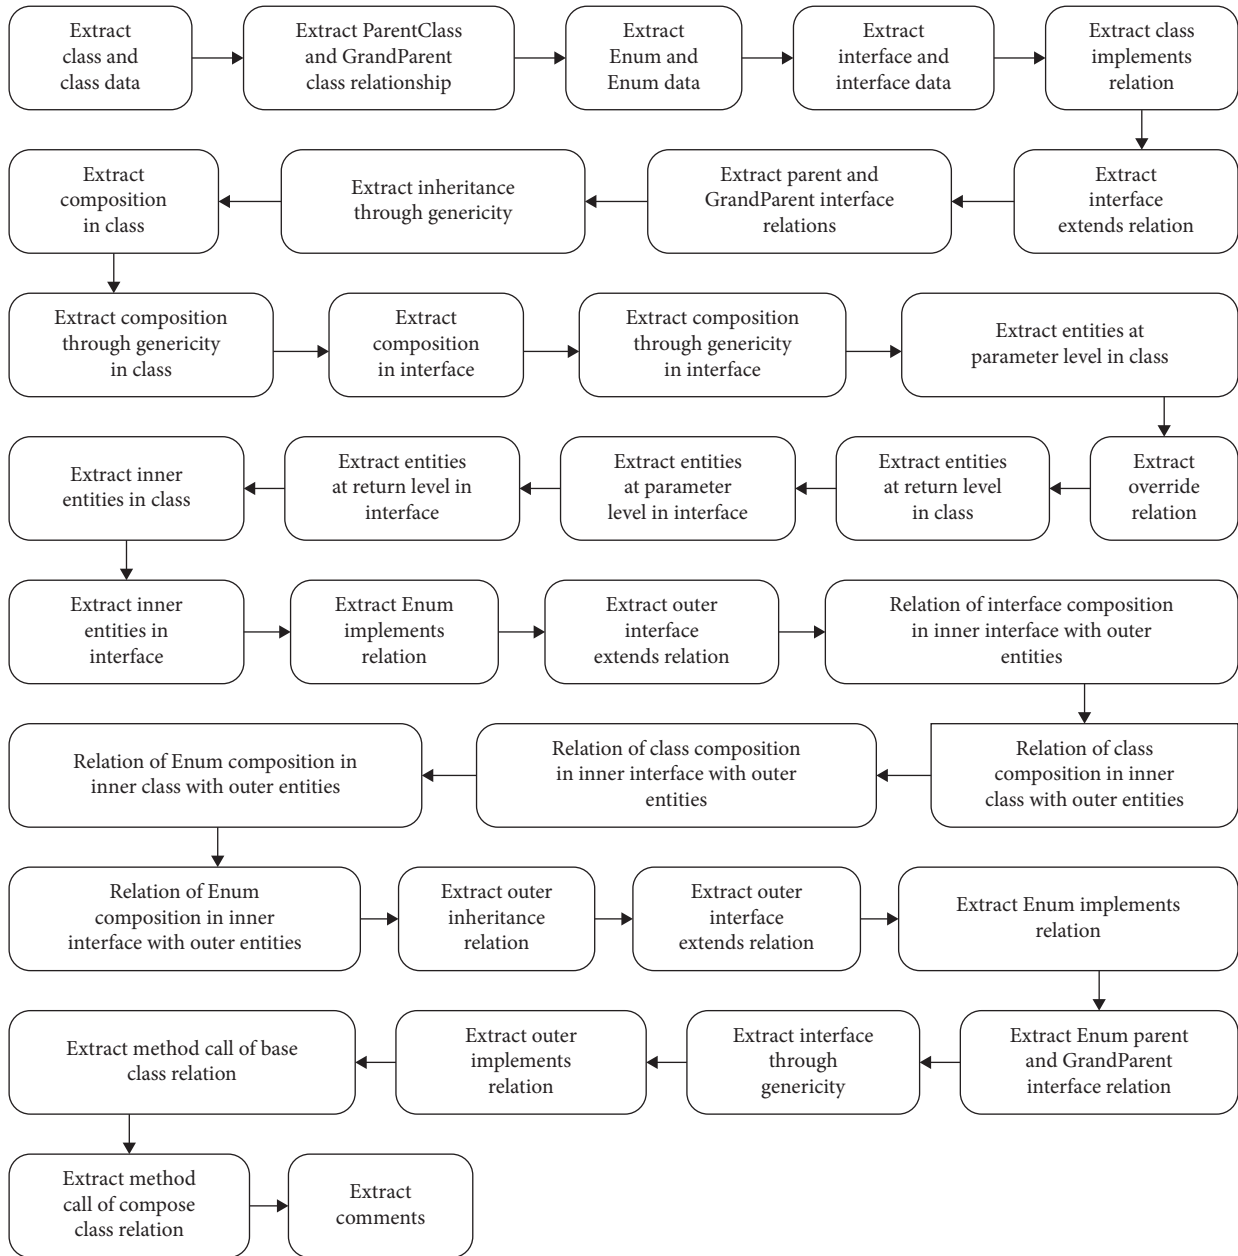 Extract
class and
class data
Extract ParentClass
and GrandParent
class relationship
Extract
Enum and
Enum data
Extract
interface and
interface data
Extract class
implements
relation
Extract
composition
in class
Extract inheritance
through genericity
Extract parent and
GrandParent interface
relations
Extract
interface
extends relation
Extract composition
through genericity
in class
Extract
composition
in interface
Extract composition
through genericity
in interface
Extract entities at
parameter level in class
Extract inner
entities in class
Extract entities
at return level in
interface
Extract entities
at parameter
level in interface
Extract entities
at return level
in class
Extract
override
relation
Extract inner
entities in
interface
Extract Enum
implements
relation
Extract outer
interface
extends relation
Relation of interface composition
in inner interface with outer
entities
Relation of Enum composition in
inner class with outer entities
Relation of class composition
in inner interface with outer
entities
Relation of class
composition in inner
class with outer entities
Relation of Enum
composition in inner
interface with outer entities
Extract outer
inheritance
relation
Extract outer
interface
extends relation
Extract Enum implements
relation
Extract method call of base
class relation
Extract outer
implements
relation
Extract interface
through
genericity
Extract Enum parent
and GrandParent
interface relation
Extract method
call of compose
class relation
Extract
comments